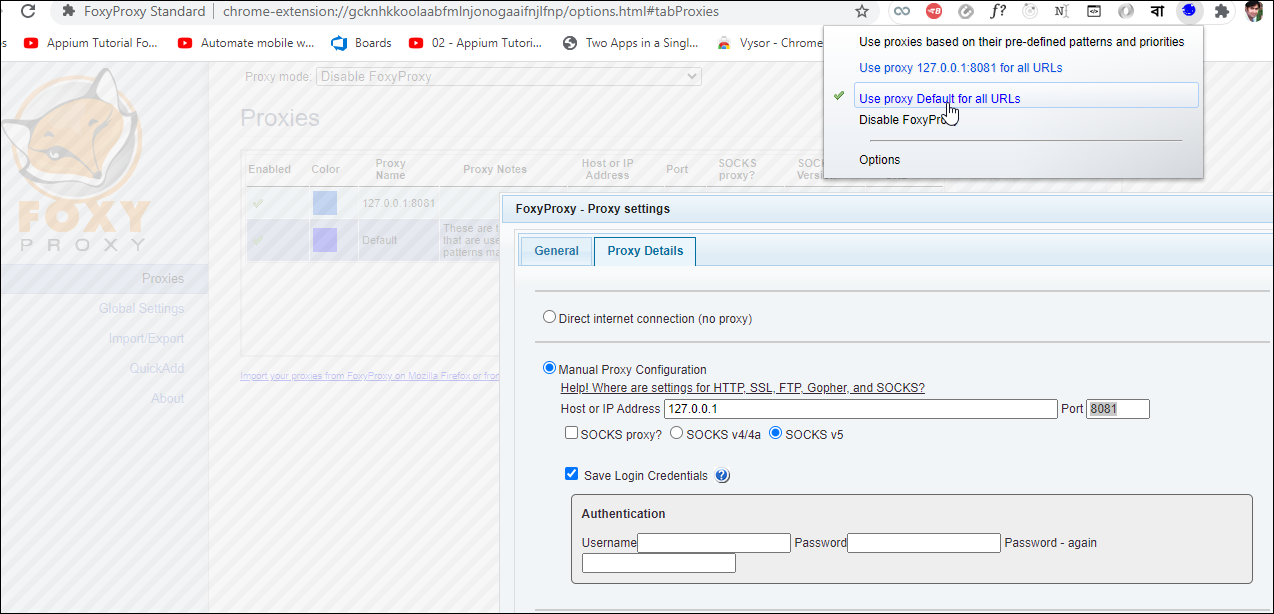 FoxyProxy Standard | chrome-extension://gcknhkkoolaabfmlnjonogaaifnjlfnp/options.html#tabProxies
s Appium Tutorial Fo... Automate mobile w... Boards 02 - Appium Tutori... Two Apps in a Singl... Vysor - Chrome
f? বা
Use proxies based on their pre-defined patterns and priorities
Use proxy 127.0.0.1:8081 for all URLs
Use proxy Default for all URLs
Disable FoxyPro
Options
Proxy mode: Disable FoxyProxy
Proxies
Enabled Color Proxy Name Proxy Notes Host or IP Address Port SOCKS proxy? SOCK Versi
127.0.0.1:8081
Default These are t
that are use
patterns ma
FOXY
PROXY
Proxies
Global Settings
Import/Export
QuickAdd
About
Import your proxies from FoxyProxy on Mozilla Firefox or from
FoxyProxy - Proxy settings
General Proxy Details
Direct internet connection (no proxy)
Manual Proxy Configuration
Help! Where are settings for HTTP, SSL, FTP, Gopher, and SOCKS?
Host or IP Address 127.0.0.1 Port 8081
SOCKS proxy? SOCKS v4/4a SOCKS v5
Save Login Credentials ?
Authentication
Username Password Password - again